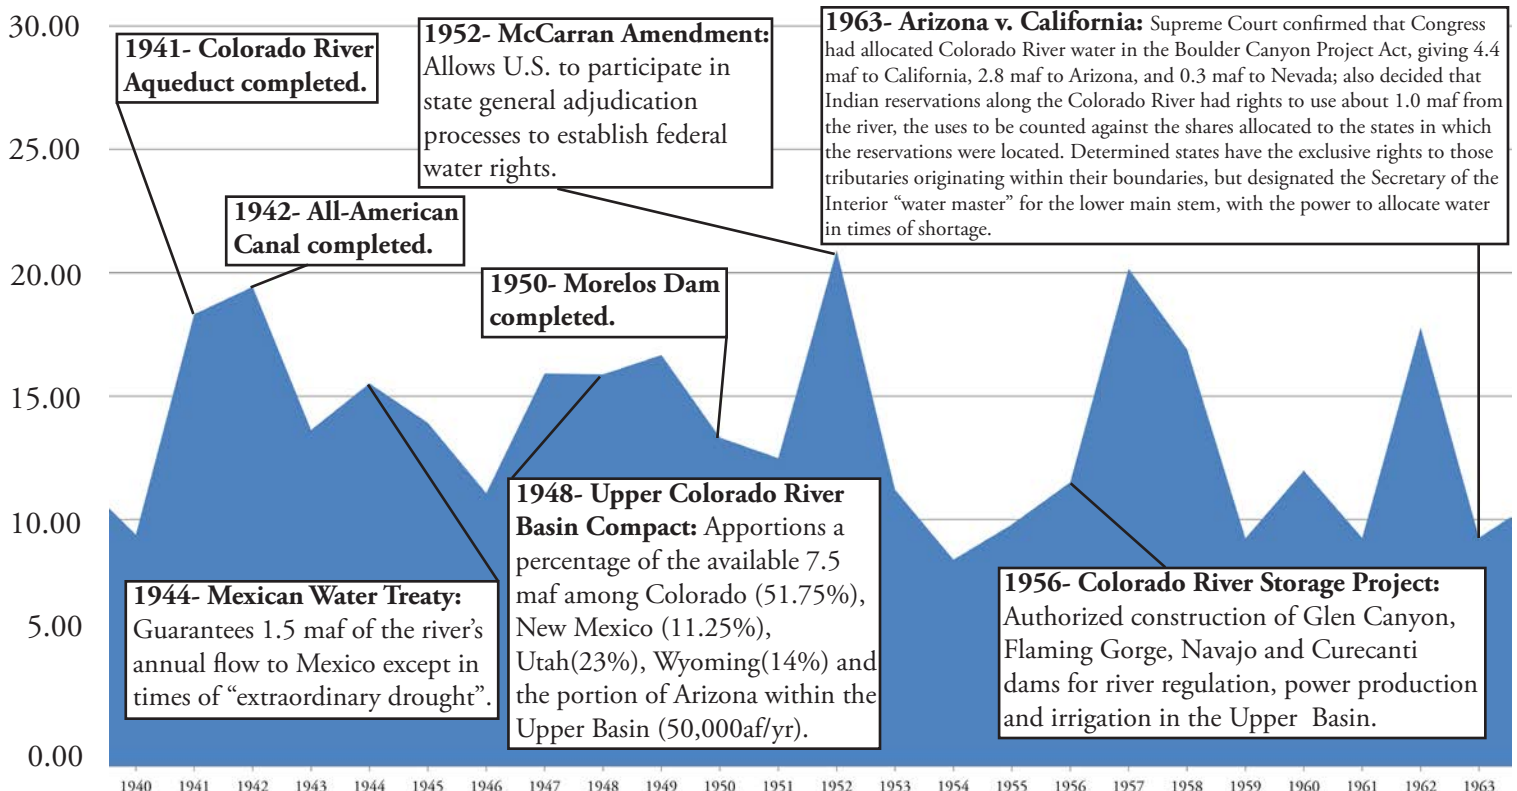 30.00
25.00
20.00
15.00
10.00
5.00
0.00
1941- Colorado River
Aqueduct completed.
1942- All-American
Canal completed.
1952- McCarran Amendment:
Allows U.S. to participate in
state general adjudication
processes to establish federal
water rights.
1950- Morelos Dam
completed.
1963- Arizona v. California: Supreme Court confirmed that Congress
had allocated Colorado River water in the Boulder Canyon Project Act, giving 4.4
maf to California, 2.8 maf to Arizona, and 0.3 maf to Nevada; also decided that
Indian reservations along the Colorado River had rights to use about 1.0 maf from
the river, the uses to be counted against the shares allocated to the states in which
the reservations were located. Determined states have the exclusive rights to those
tributaries originating within their boundaries, but designated the Secretary of the
Interior “water master” for the lower main stem, with the power to allocate water
in times of shortage.
1944- Mexican Water Treaty:
Guarantees 1.5 maf of the river’s
annual flow to Mexico except in
times of “extraordinary drought”.
1948- Upper Colorado River
Basin Compact: Apportions a
percentage of the available 7.5
maf among Colorado (51.75%),
New Mexico (11.25%),
Utah(23%), Wyoming(14%) and
the portion of Arizona within the
Upper Basin (50,000af/yr).
1956- Colorado River Storage Project:
Authorized construction of Glen Canyon,
Flaming Gorge, Navajo and Curecanti
dams for river regulation, power production
and irrigation in the Upper Basin.
1940 1941 1942 1943 1944 1945 1946 1947 1948 1949 1950 1951 1952 1953 1954 1955 1956 1957 1958 1959 1960 1961 1962 1963